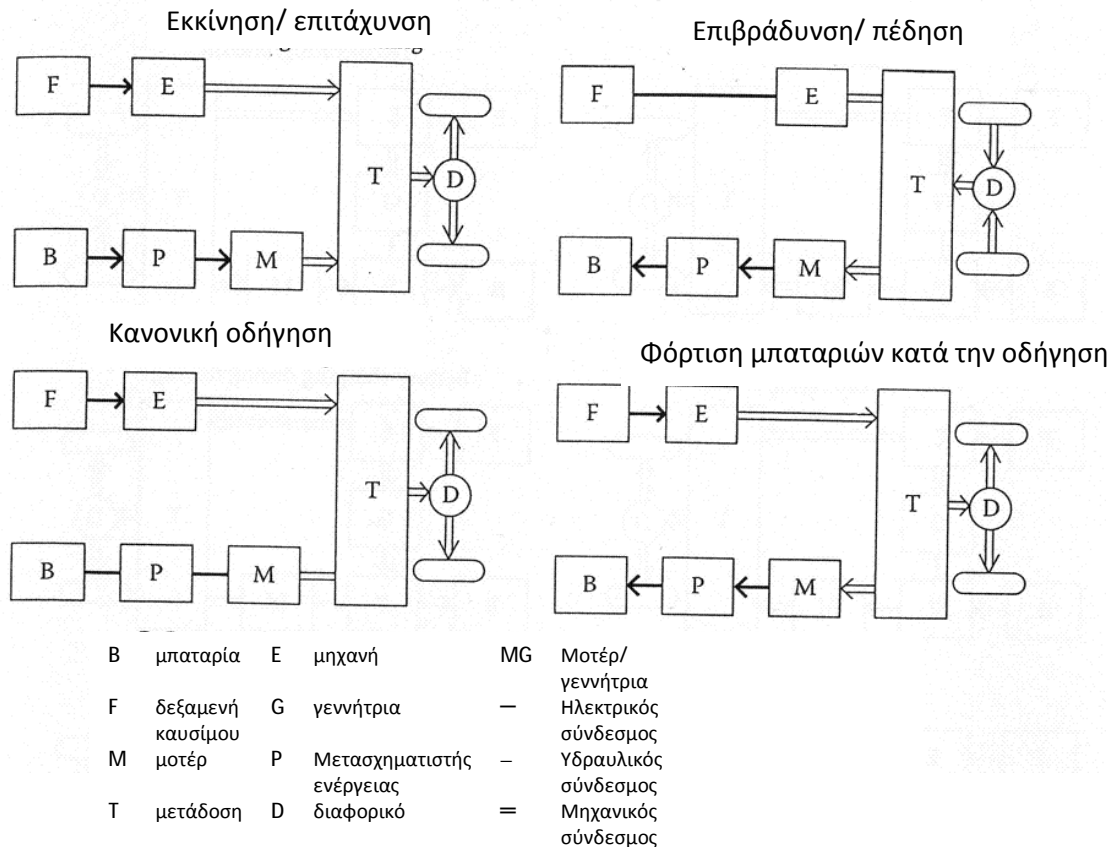 Εκκίνηση/ επιτάχυνση
F E
T
D
B P M
Επιβράδυνση/ πέδηση
F E
T
D
B P M
Κανονική οδήγηση
F E
T
D
B P M
Φόρτιση μπαταριών κατά την οδήγηση
F E
T
D
B P M
B μπαταρία E μηχανή MG Μοτέρ/
γεννήτρια
F δεξαμενή G γεννήτρια — Ηλεκτρικός
καυσίμου σύνδεσμος
M μοτέρ P Μετασχηματιστής – Υδραυλικός
ενέργειας σύνδεσμος
T μετάδοση D διαφορικό = Μηχανικός
σύνδεσμος